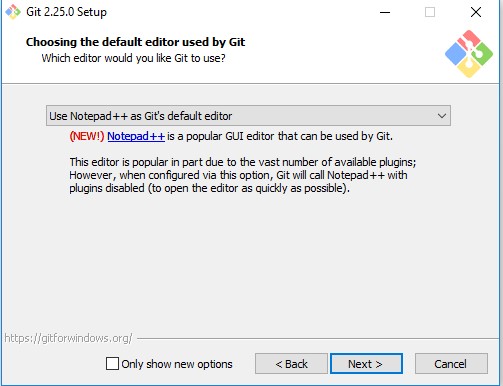 Git 2.25.0 Setup
Choosing the default editor used by Git
Which editor would you like Git to use?
Use Notepad++ as Git's default editor
(NEW!) Notepad++ is a popular GUI editor that can be used by Git.
This editor is popular in part due to the vast number of available plugins;
However, when configured via this option, Git will call Notepad++ with
plugins disabled (to open the editor as quickly as possible).
https://gitforwindows.org/
Only show new options
< Back
Next >
Cancel